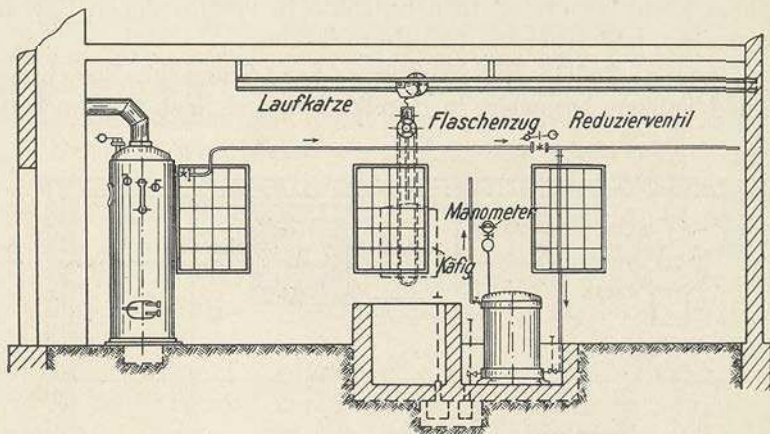 Laufkatze
Flaschenzug
Reduzierventil
Manometer
Käfig